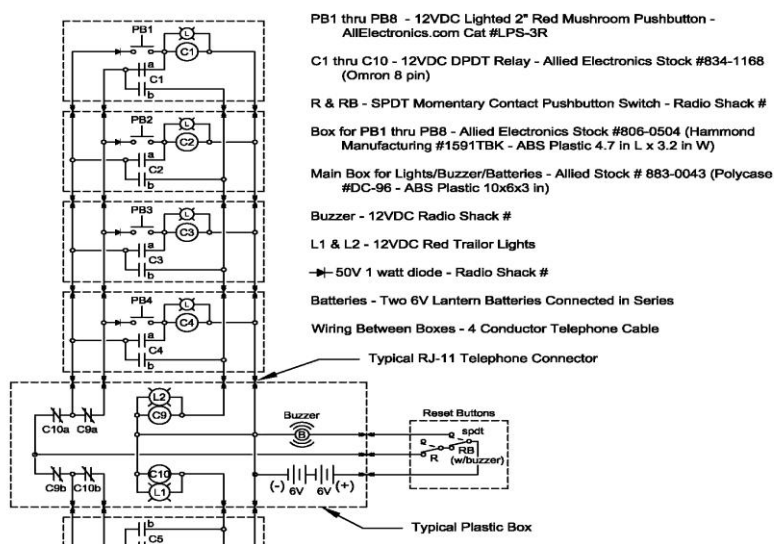 PB1 thru PB8 - 12VDC Lighted 2" Red Mushroom Pushbutton -
AllElectronics.com Cat #LPS-3R
C1 thru C10 - 12VDC DPDT Relay - Allied Electronics Stock #834-1168
(Omron 8 pin)
R & RB - SPDT Momentary Contact Pushbutton Switch - Radio Shack #
Box for PB1 thru PB8 - Allied Electronics Stock #806-0504 (Hammond
Manufacturing #1591TBK - ABS Plastic 4.7 in L x 3.2 in W)
Main Box for Lights/Buzzer/Batteries - Allied Stock # 883-0043 (Polycase
#DC-96 - ABS Plastic 10x6x3 in)
Buzzer - 12VDC Radio Shack #
L1 & L2 - 12VDC Red Trailor Lights
50V 1 watt diode - Radio Shack #
Batteries - Two 6V Lantern Batteries Connected in Series
Wiring Between Boxes - 4 Conductor Telephone Cable
Typical RJ-11 Telephone Connector
PB1
L
C1
a
C1
b
PB2
L
C2
a
C2
b
PB3
L
C3
a
C3
b
PB4
L
C4
a
C4
b
L2
C9
C10a C9a
Buzzer
B
Reset Buttons
spdt
R
RB
(w/buzzer)
C9b C10b
C10
L1
(-) 6V 6V (+)
Typical Plastic Box
b
C5